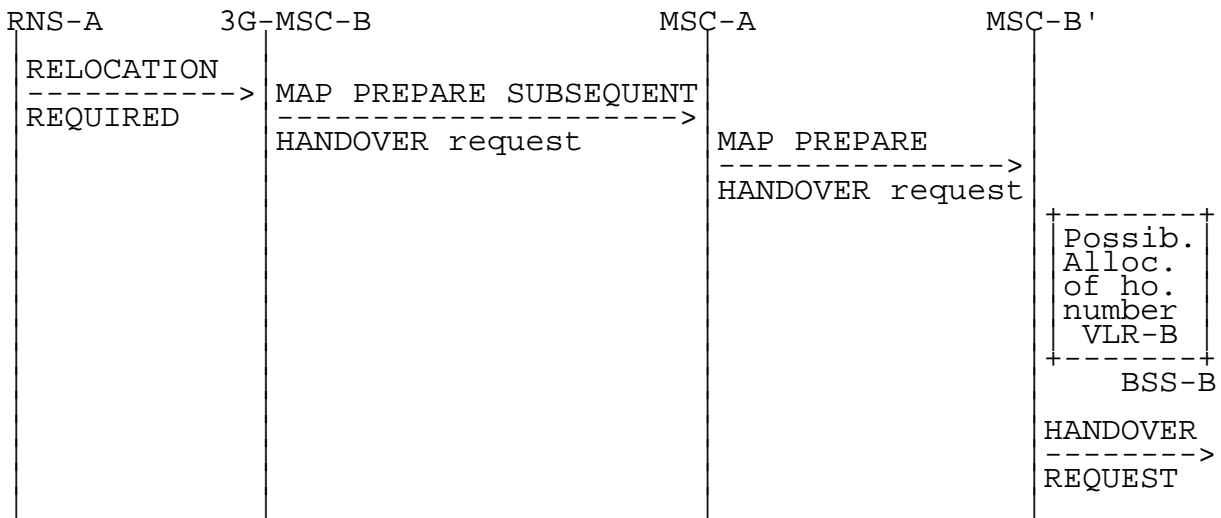 RNS-A 3G-MSC-B MSC-A MSC-B'
RELOCATION
REQUIRED
MAP PREPARE SUBSEQUENT
HANDOVER request
MAP PREPARE
HANDOVER request
Possib.
Alloc.
of ho.
number
VLR-B
BSS-B
HANDOVER
REQUEST